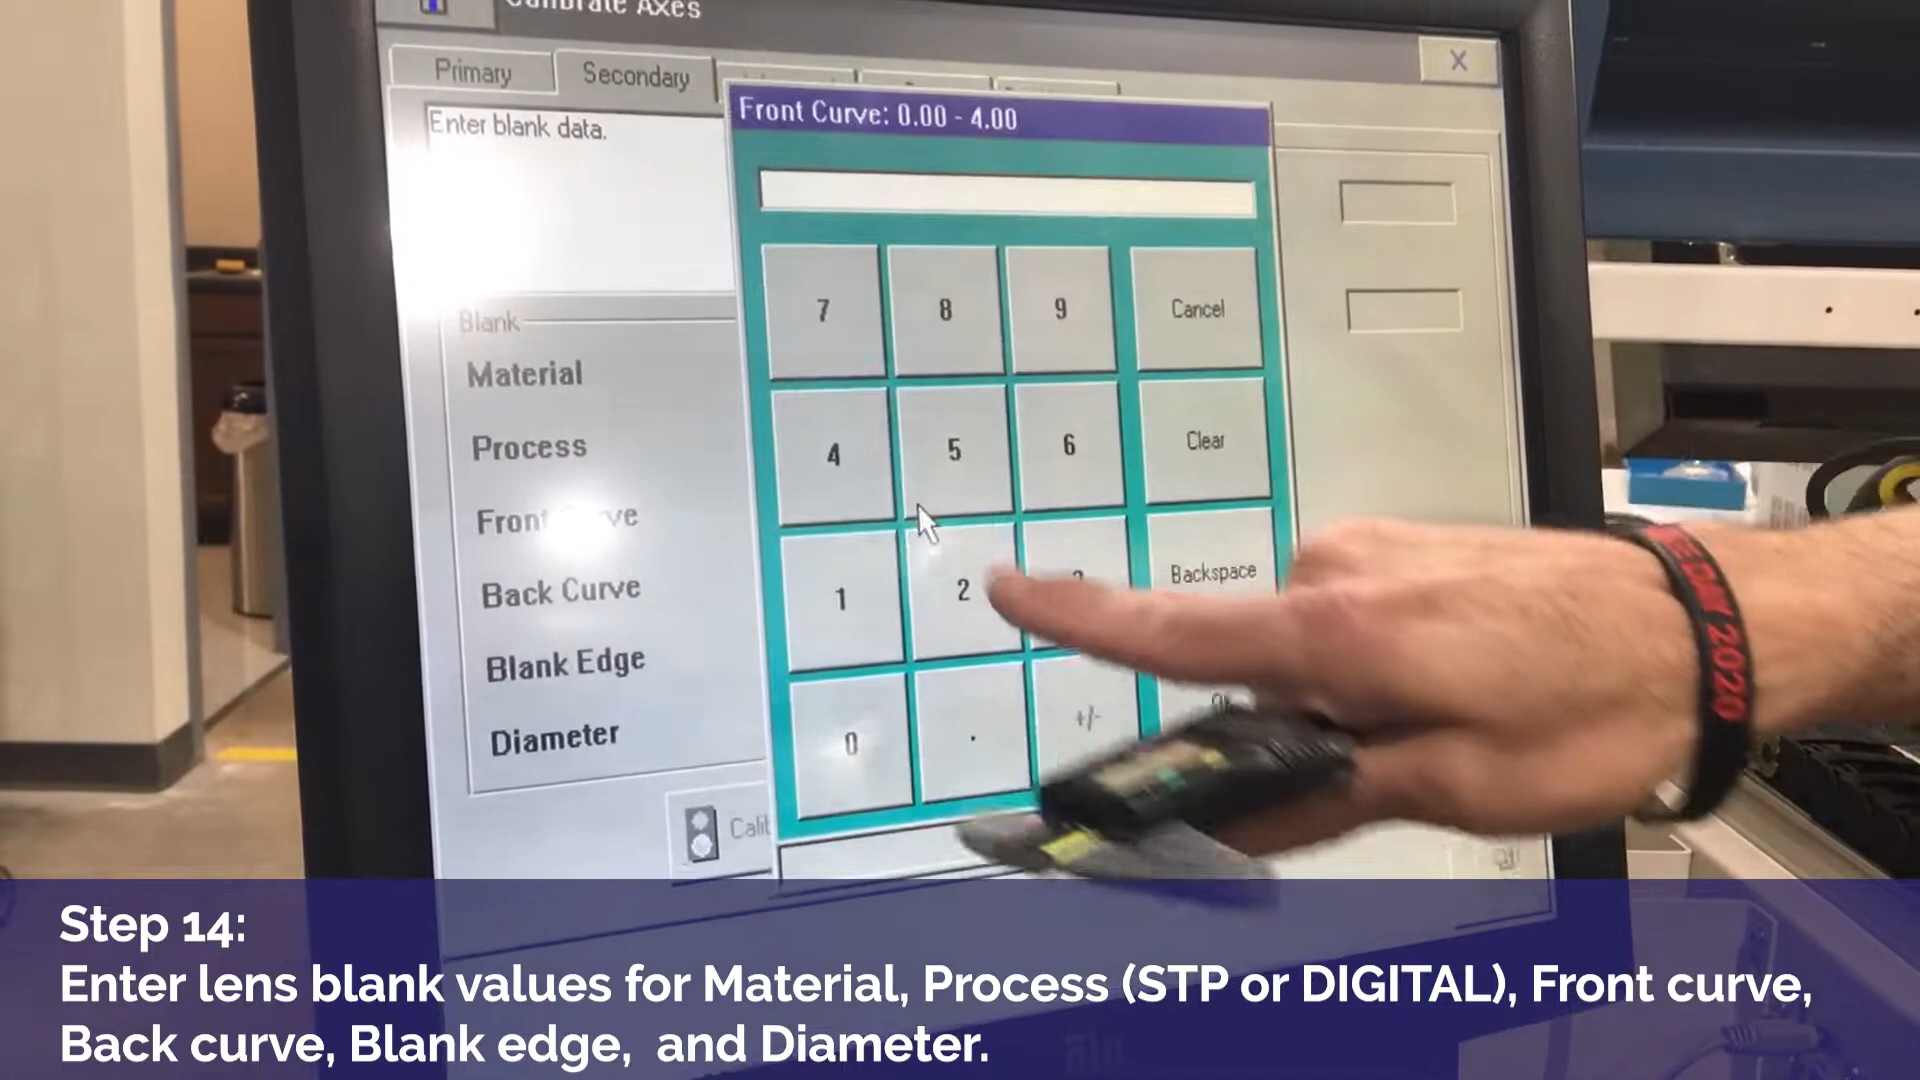 Calibrate Axes
X
Primary
Secondary
Enter blank data.
Front Curve: 0.00 - 4.00
7
8
9
Cancel
4
5
6
Clear
1
2
Backspace
0
.
+/-
Blank
Material
Process
Front
Back Curve
Blank Edge
Diameter
Step 14:
Enter lens blank values for Material, Process (STP or DIGITAL), Front curve,
Back curve, Blank edge, and Diameter.